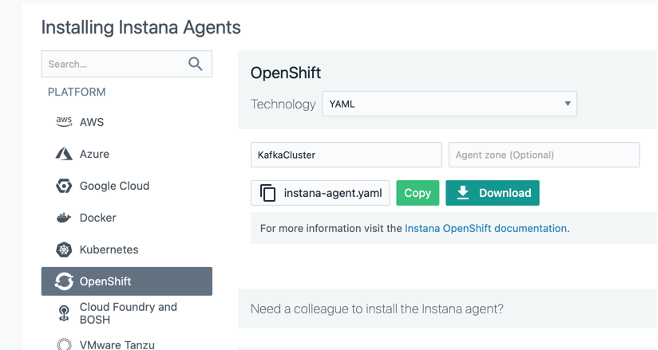 Installing Instana Agents
Search...
PLATFORM
aws AWS
Azure
Google Cloud
Docker
Kubernetes
OpenShift
Cloud Foundry and
BOSH
VMware Tanzu
OpenShift
Technology YAML
KafkaCluster Agent zone (Optional)
instana-agent.yaml Copy Download
For more information visit the Instana OpenShift documentation.
Need a colleague to install the Instana agent?